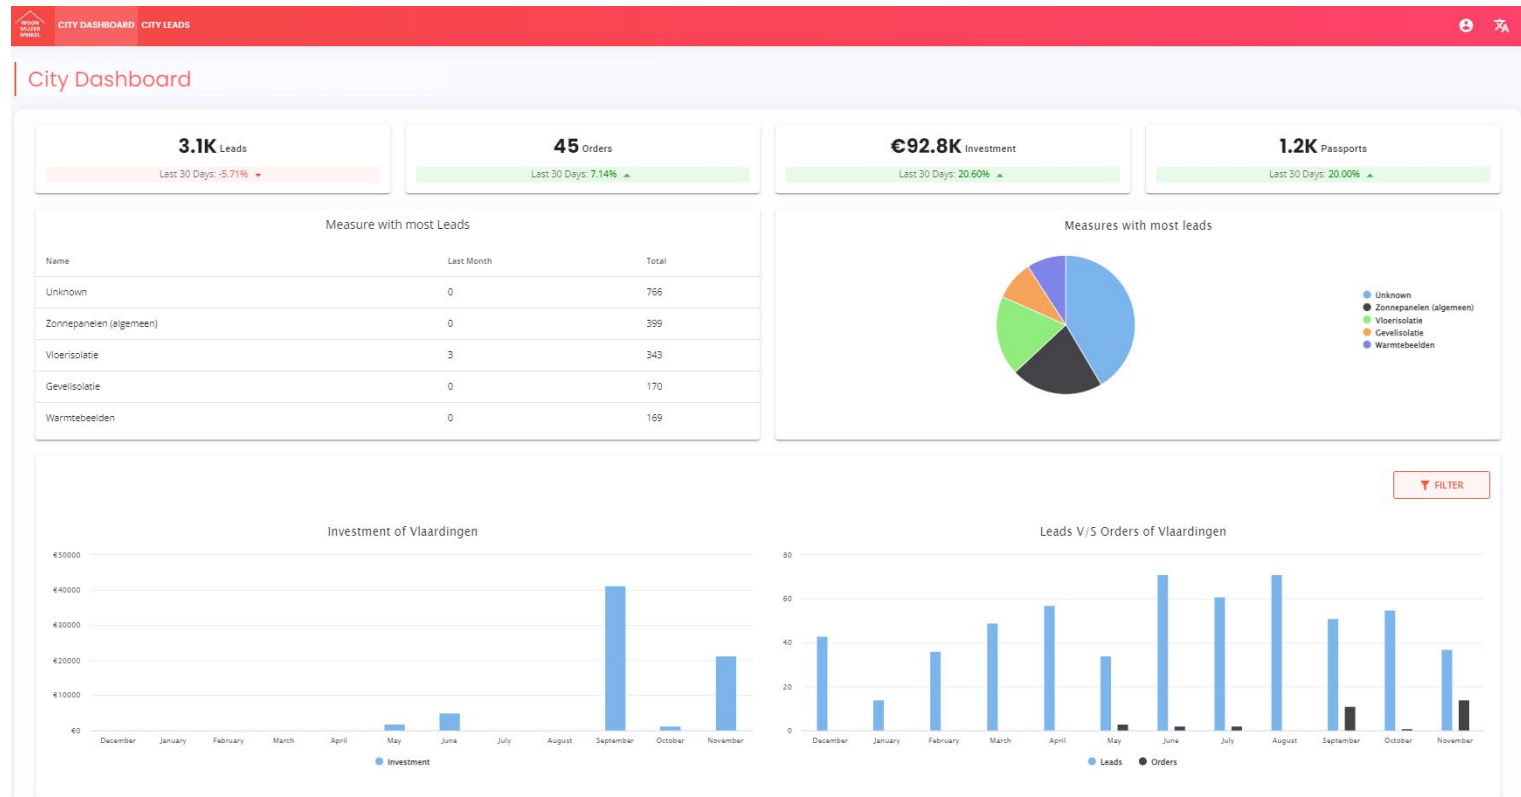 WOON
WIJZER
WINKEL
CITY DASHBOARD CITY LEADS
City Dashboard
3.1K Leads
Last 30 Days: -5.71%
45 Orders
Last 30 Days: 7.14%
€92.8K Investment
Last 30 Days: 20.60%
1.2K Passports
Last 30 Days: 20.00%
Measure with most Leads
Name Last Month Total
Unknown 0 766
Zonnepanelen (algemeen) 0 399
Vloerisolatie 3 343
Gevelisolatie 0 170
Warmtebeelden 0 169
Measures with most leads
Unknown
Zonnepanelen (algemeen)
Vloerisolatie
Gevelisolatie
Warmtebeelden
FILTER
Investment of Vlaardingen
€50000
€40000
€30000
€20000
€10000
€0
December January February March April May June July August September October November
Investment
Leads V/S Orders of Vlaardingen
80
60
40
20
0
December January February March April May June July August September October November
Leads Orders